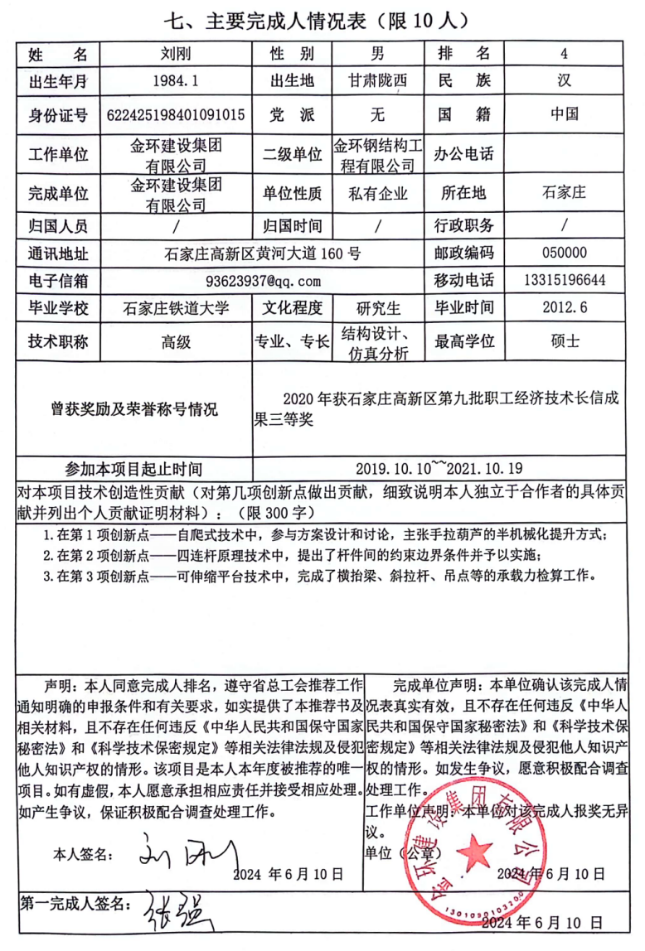 七、主要完成人情况表（限10人）
姓 名 刘刚 性 别 男 排 名 4
出生年月 1984.1 出生地 甘肃陇西 民 族 汉
身份证号 622425198401091015 党 派 无 国 籍 中国
工作单位 金环建设集团有限公司 二级单位 金环钢结构工程有限公司 办公电话
完成单位 金环建设集团有限公司 单位性质 私有企业 所在地 石家庄
归国人员 / 归国时间 / 行政职务 /
通讯地址 石家庄高新区黄河大道160号 邮政编码 050000
电子信箱 93623937@qq.com 移动电话 13315196644
毕业学校 石家庄铁道大学 文化程度 研究生 毕业时间 2012.6
技术职称 高级 专业、专长 结构设计、仿真分析 最高学位 硕士
曾获奖励及荣誉称号情况 2020年获石家庄高新区第九批职工经济技术长信成
果三等奖
参加本项目起止时间 2019.10.10~~2021.10.19
对本项目技术创造性贡献（对第几项创新点做出贡献，细致说明本人独立于合作者的具体贡
献并列出个人贡献证明材料）：（限300字）
1.在第1项创新点——自爬式技术中，参与方案设计和讨论，主张手拉葫芦的半机械化提升方式；
2.在第2项创新点——四连杆原理技术中，提出了杆件间的约束边界条件并予以实施；
3.在第3项创新点——可伸缩平台技术中，完成了横抬梁、斜拉杆、吊点等的承载力检算工作。
声明：本人同意完成人排名，遵守省总工会推荐工作
通知明确的申报条件和有关要求，如实提供了本推荐书及
相关材料，且不存在任何违反《中华人民共和国保守国家
秘密法》和《科学技术保密规定》等相关法律法规及侵犯
他人知识产权的情形。该项目是本人本年度被推荐的唯一
项目。如有虚假，本人愿意承担相应责任并接受相应处理。
如产生争议，保证积极配合调查处理工作。
本人签名： 刘刚
2024年6月10日
完成单位声明：本单位确认该完成人情
况表真实有效，且不存在任何违反《中华人
民共和国保守国家秘密法》和《科学技术保
密规定》等相关法律法规及侵犯他人知识产
权的情形。如发生争议，愿意积极配合调查
处理工作。
工作单位声明：本单位对该完成人报奖无异
议。
单位（公章）
金环建设集团有限公司
2024年6月10日
第一完成人签名： 张强
2024年6月10日